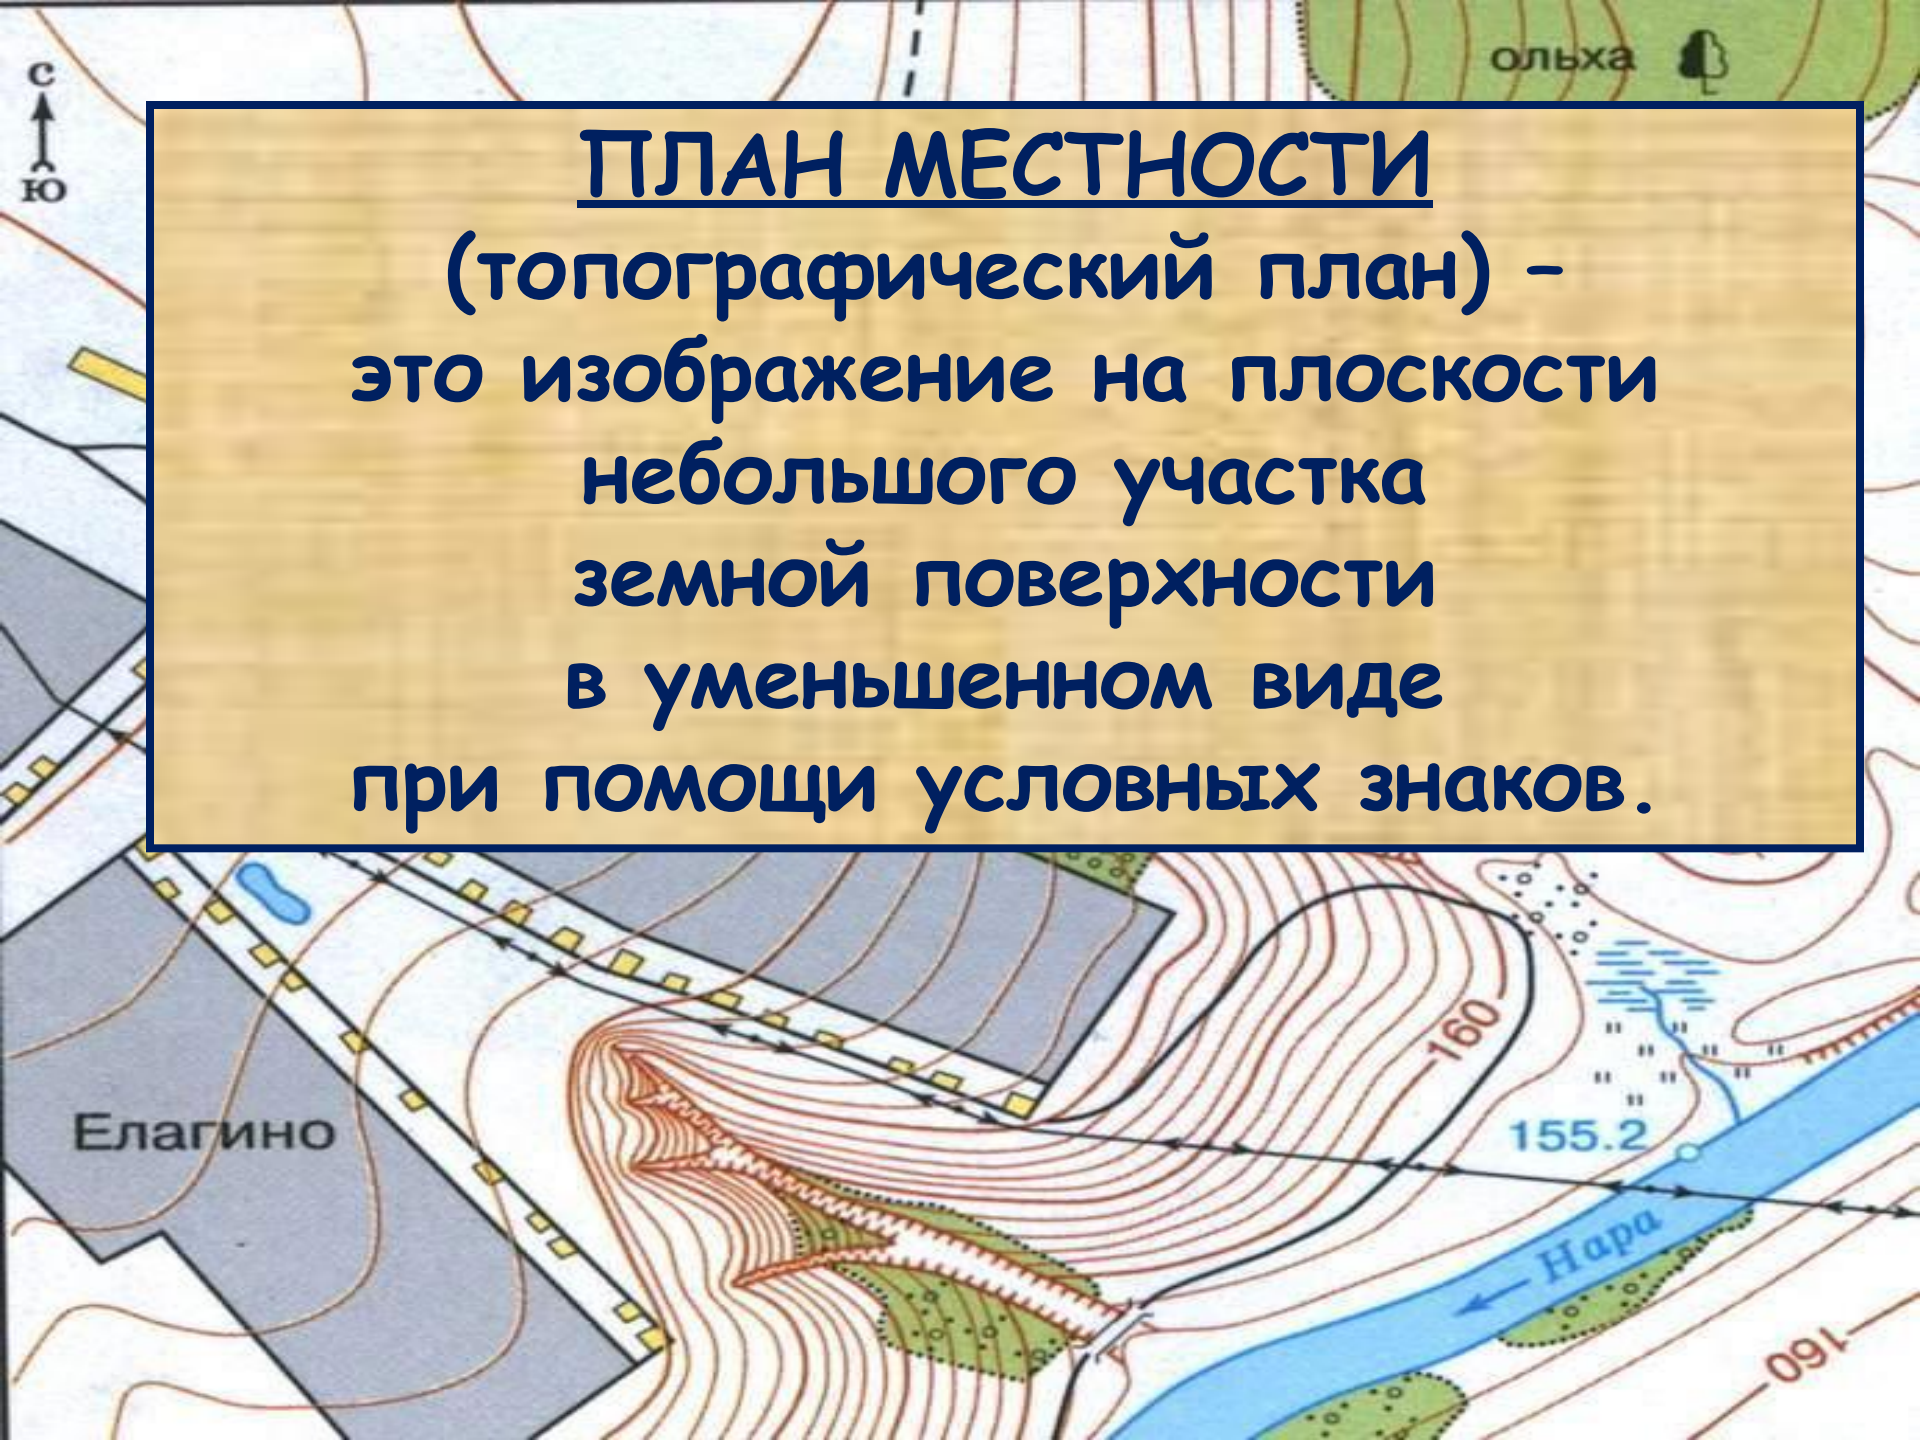 ольха
С
Ю
ПЛАН МЕСТНОСТИ
(топографический план) –
это изображение на плоскости
небольшого участка
земной поверхности
в уменьшенном виде
при помощи условных знаков.
160
155.2
Елагино
Нара
160